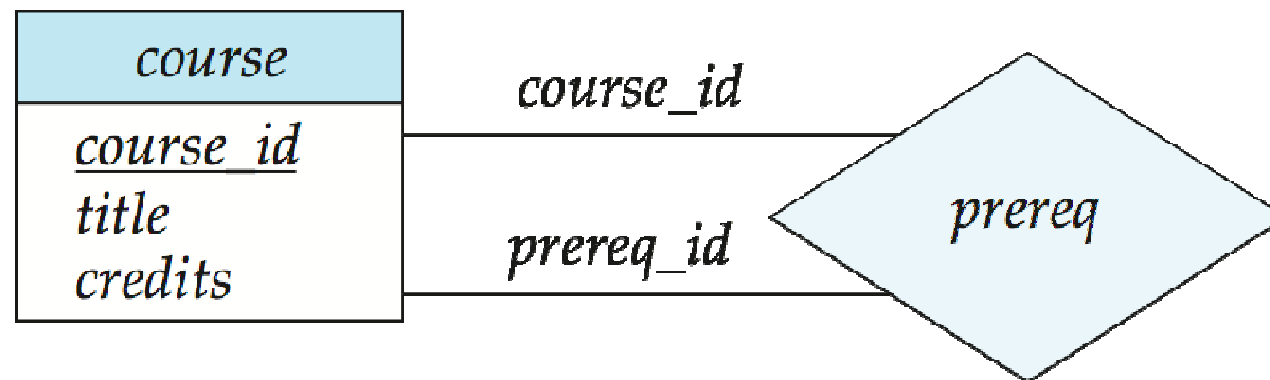 course
course_id
title
credits
course_id
prereq_id
prereq